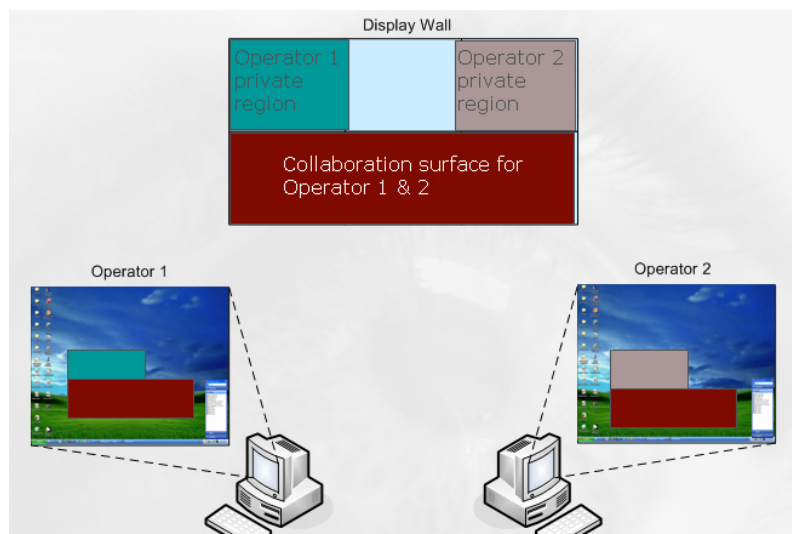 Display Wall
Operator 1
private
region
Operator 2
private
region
Collaboration surface for
Operator 1 & 2
Operator 1
Operator 2